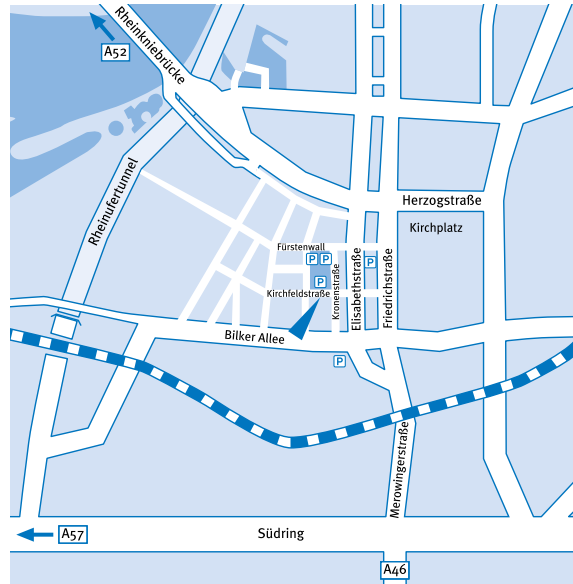 Rheinkniebrücke
A52
Rheinufertunnel
Herzogstraße
Kirchplatz
Fürstenwall
P
P
P
P
Kirchfeldstraße
Kronenstraße
Elisabethstraße
Friedrichstraße
Bilker Allee
P
Merowingerstraße
A57
Südring
A46